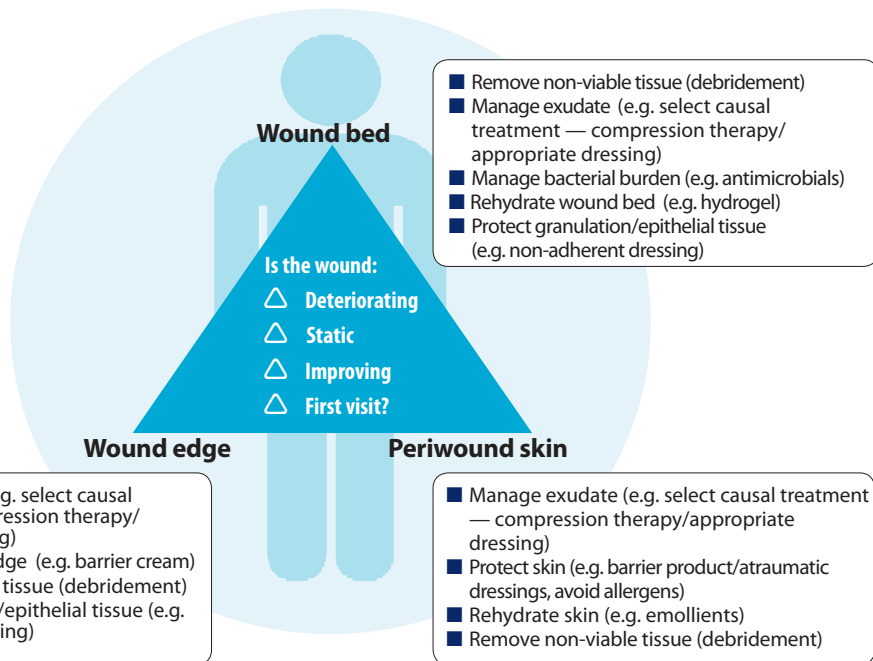 ■ Remove non-viable tissue (debridement)
■ Manage exudate (e.g. select causal
treatment — compression therapy/
appropriate dressing)
■ Manage bacterial burden (e.g. antimicrobials)
■ Rehydrate wound bed (e.g. hydrogel)
■ Protect granulation/epithelial tissue
(e.g. non-adherent dressing)
Wound bed
Is the wound:
△ Deteriorating
△ Static
△ Improving
△ First visit?
Wound edge
Periwound skin
select causal
therapy/
dge (e.g. barrier cream)
tissue (debridement)
/epithelial tissue (e.g.
■ Manage exudate (e.g. select causal treatment
— compression therapy/appropriate
dressing)
■ Protect skin (e.g. barrier product/atraumatic
dressings, avoid allergens)
■ Rehydrate skin (e.g. emollients)
■ Remove non-viable tissue (debridement)